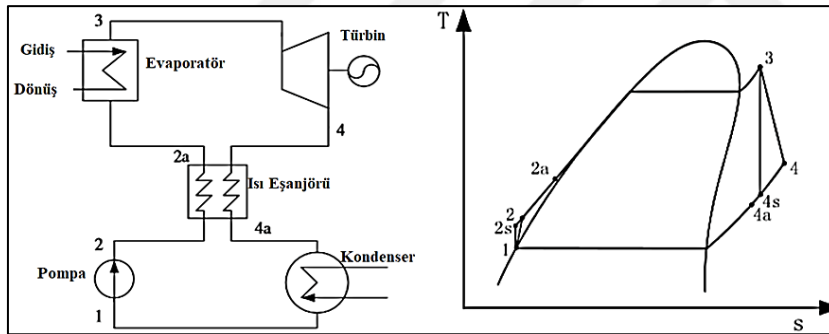 3
Türbin
Gidiş
Evaporatör
Dönüş
4
2a
Isı Eşanjörü
2
4a
Kondenser
Pompa
1
T
3
2a
4
2
4s
2s
4a
1
s